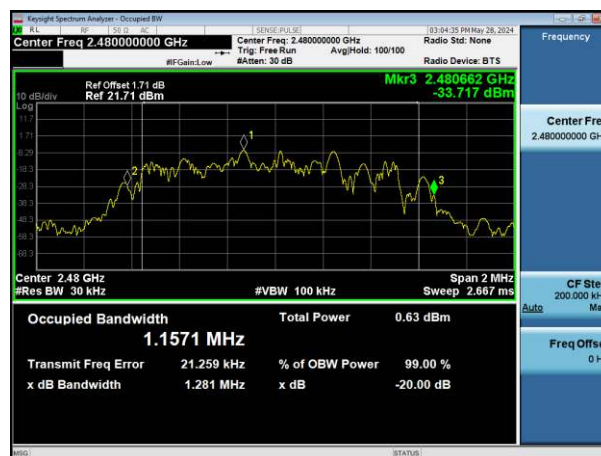 Keysight Spectrum Analyzer - Occupied BW
RL RF 50 Ω AC SENSE:PULSE 03:04:35 PM May 28, 2024
Center Freq 2.480000000 GHz
Center Freq: 2.480000000 GHz
Radio Std: None
Trig: Free Run Avg|Hold: 100/100
#IFGain:Low #Atten: 30 dB Radio Device: BTS
Ref Offset 1.71 dB
Mkr3 2.480662 GHz
10 dB/div Ref 21.71 dBm -33.717 dBm
Log
11.7
1.71
-8.29
-18.3
-28.3
-38.3
-48.3
-58.3
-68.3
1
2
3
Center 2.48 GHz Span 2 MHz
#Res BW 30 kHz #VBW 100 kHz Sweep 2.667 ms
Occupied Bandwidth Total Power 0.63 dBm
1.1571 MHz
Transmit Freq Error 21.259 kHz % of OBW Power 99.00 %
x dB Bandwidth 1.281 MHz x dB -20.00 dB
MSG STATUS
Frequency
Center Fre
2.480000000 GH
CF Ste
200.000 kH
Auto Ma
Freq Offs
0 H